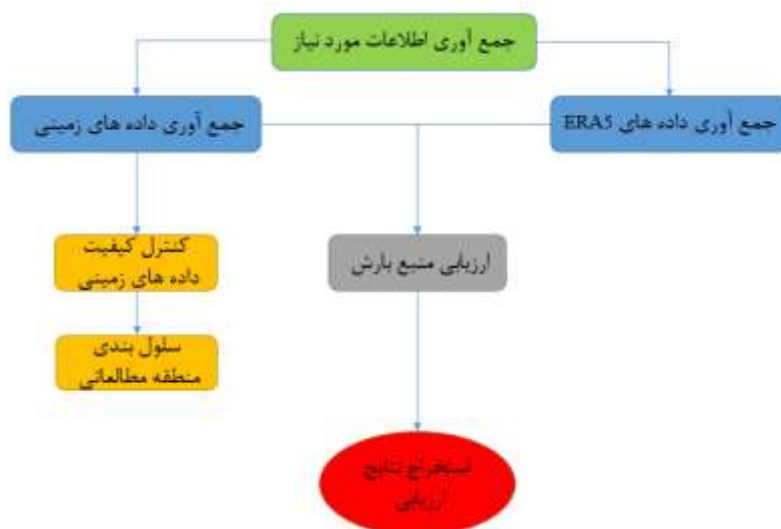 جمع آوری اطلاعات مورد نیاز
جمع آوری داده های ERA5
جمع آوری داده های زمینی
کنترل کیفیت
داده های زمینی
ارزیابی منبع بارش
سلول بندی
منطقه مطالعاتی
استخراج نتایج
ارزیابی